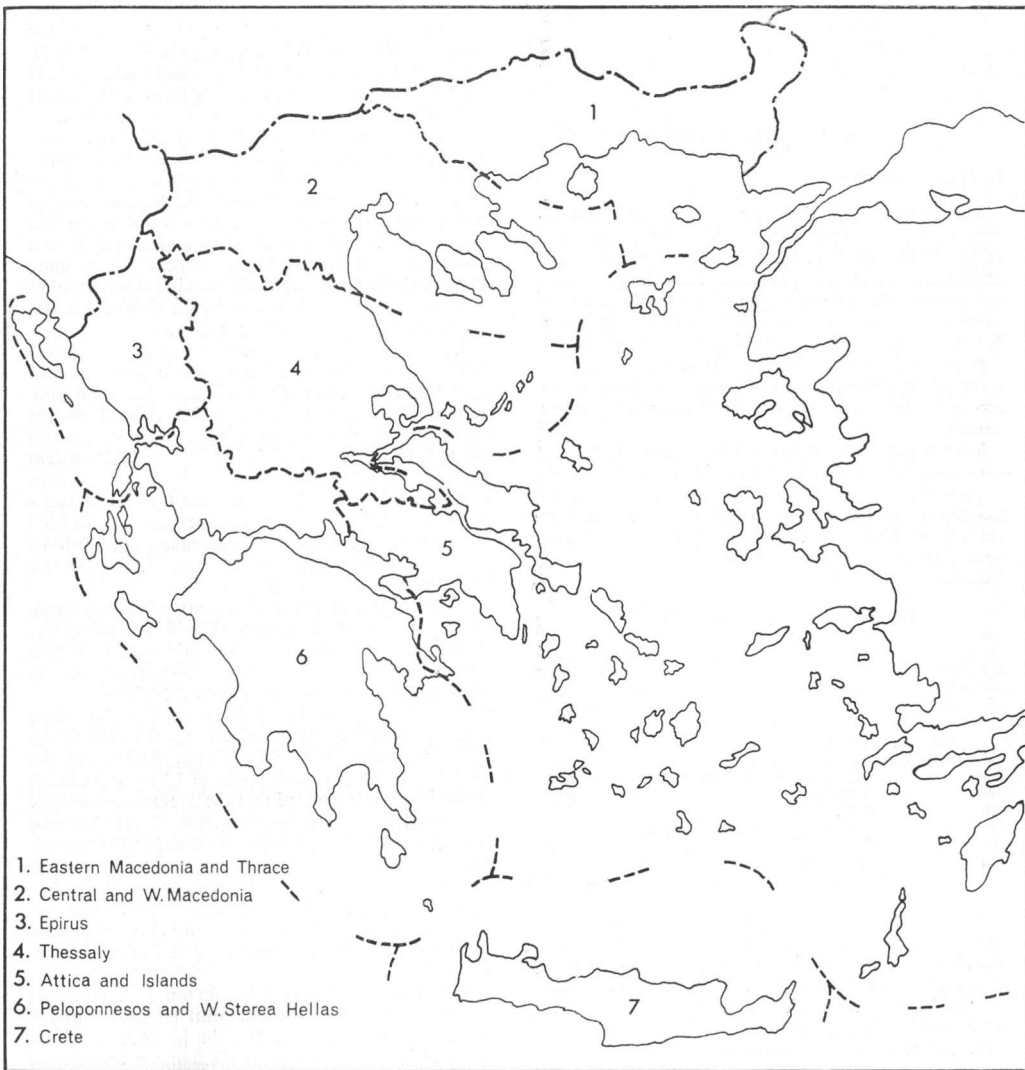 1
2
3
4
5
6
7
1. Eastern Macedonia and Thrace
2. Central and W. Macedonia
3. Epirus
4. Thessaly
5. Attica and Islands
6. Peloponnesos and W. Sterea Hellas
7. Crete